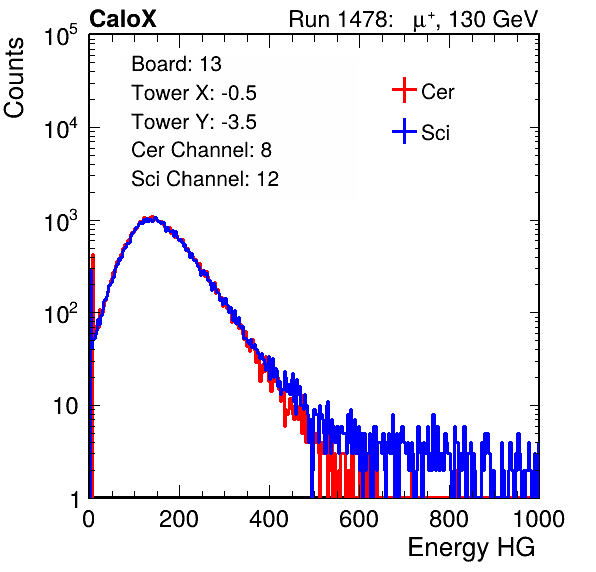 CaloX Run 1478: μ⁺, 130 GeV
Counts
10⁵
10⁴
10³
10²
10
1
Board: 13
Tower X: -0.5
Tower Y: -3.5
Cer Channel: 8
Sci Channel: 12
Cer
Sci
0 200 400 600 800 1000
Energy HG